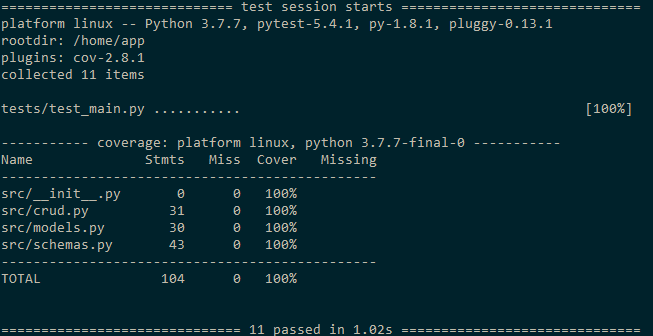 ============================ test session starts =============================
platform linux -- Python 3.7.7, pytest-5.4.1, py-1.8.1, pluggy-0.13.1
rootdir: /home/app
plugins: cov-2.8.1
collected 11 items
tests/test_main.py ........... [100%]
----------- coverage: platform linux, python 3.7.7-final-0 -----------
Name Stmts Miss Cover Missing
-----------------------------------------------
src/__init__.py 0 0 100%
src/crud.py 31 0 100%
src/models.py 30 0 100%
src/schemas.py 43 0 100%
-----------------------------------------------
TOTAL 104 0 100%
============================= 11 passed in 1.02s =============================